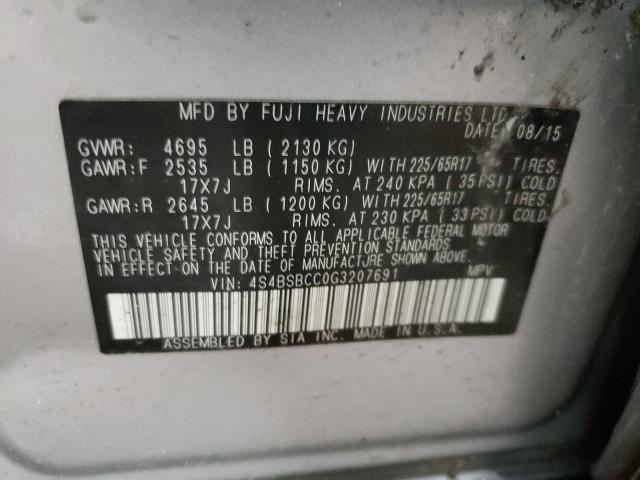 MFD BY FUJI HEAVY INDUSTRIES LTD.
DATE: 08/15
GVWR: 4695 LB ( 2130 KG)
GAWR:F 2535 LB ( 1150 KG) WITH 225/65R17 TIRES.
17X7J RIMS. AT 240 KPA ( 35 PSI) COLD
GAWR:R 2645 LB ( 1200 KG) WITH 225/65R17 TIRES.
17X7J RIMS. AT 230 KPA ( 33 PSI) COLD
THIS VEHICLE CONFORMS TO ALL APPLICABLE FEDERAL MOTOR
VEHICLE SAFETY AND THEFT PREVENTION STANDARDS
IN EFFECT ON THE DATE OF MANUFACTURE SHOWN ABOVE.
VIN: 4S4BSBCC0G3207691 MPV
ASSEMBLED BY SIA INC. MADE IN U.S.A.